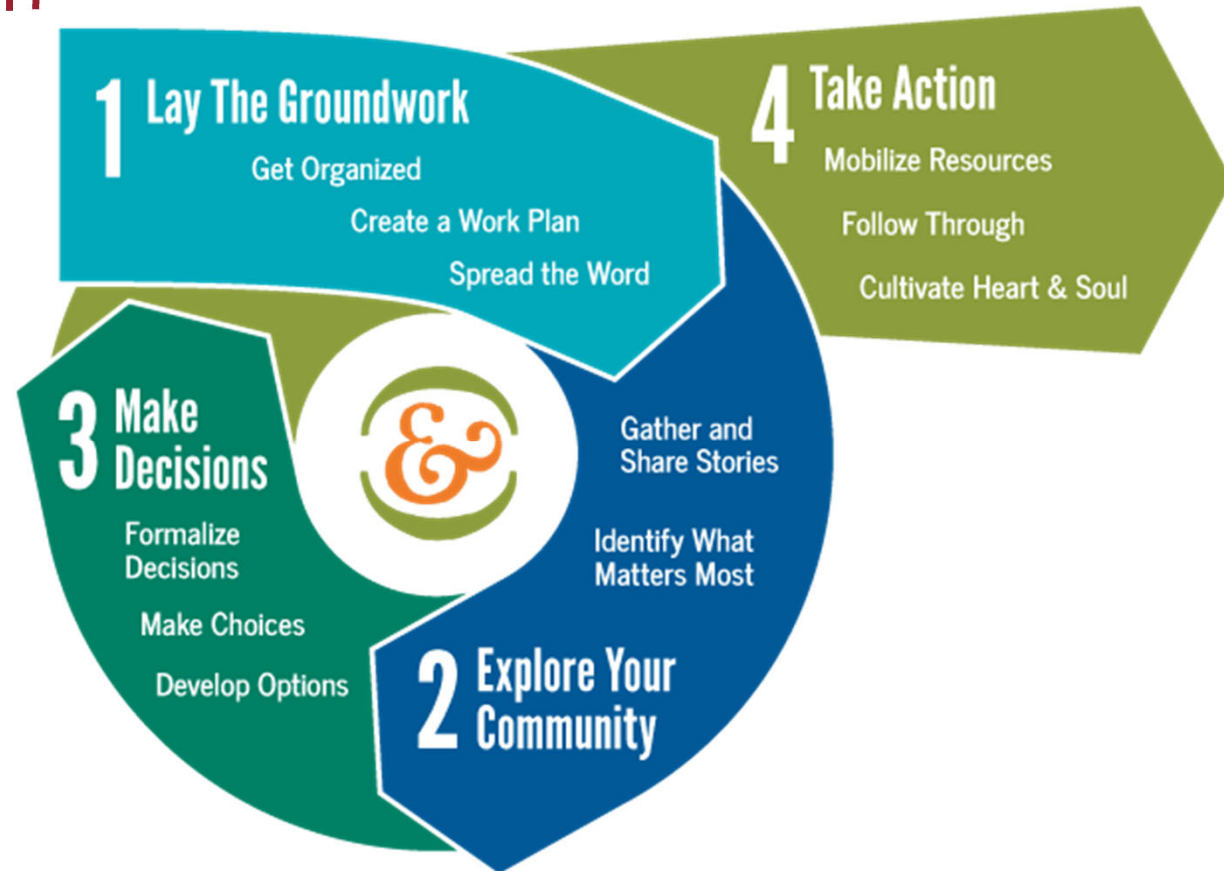 1 Lay The Groundwork
Get Organized
Create a Work Plan
Spread the Word
2 Explore Your
Community
Gather and
Share Stories
Identify What
Matters Most
3 Make
Decisions
Formalize
Decisions
Make Choices
Develop Options
4 Take Action
Mobilize Resources
Follow Through
Cultivate Heart & Soul
&